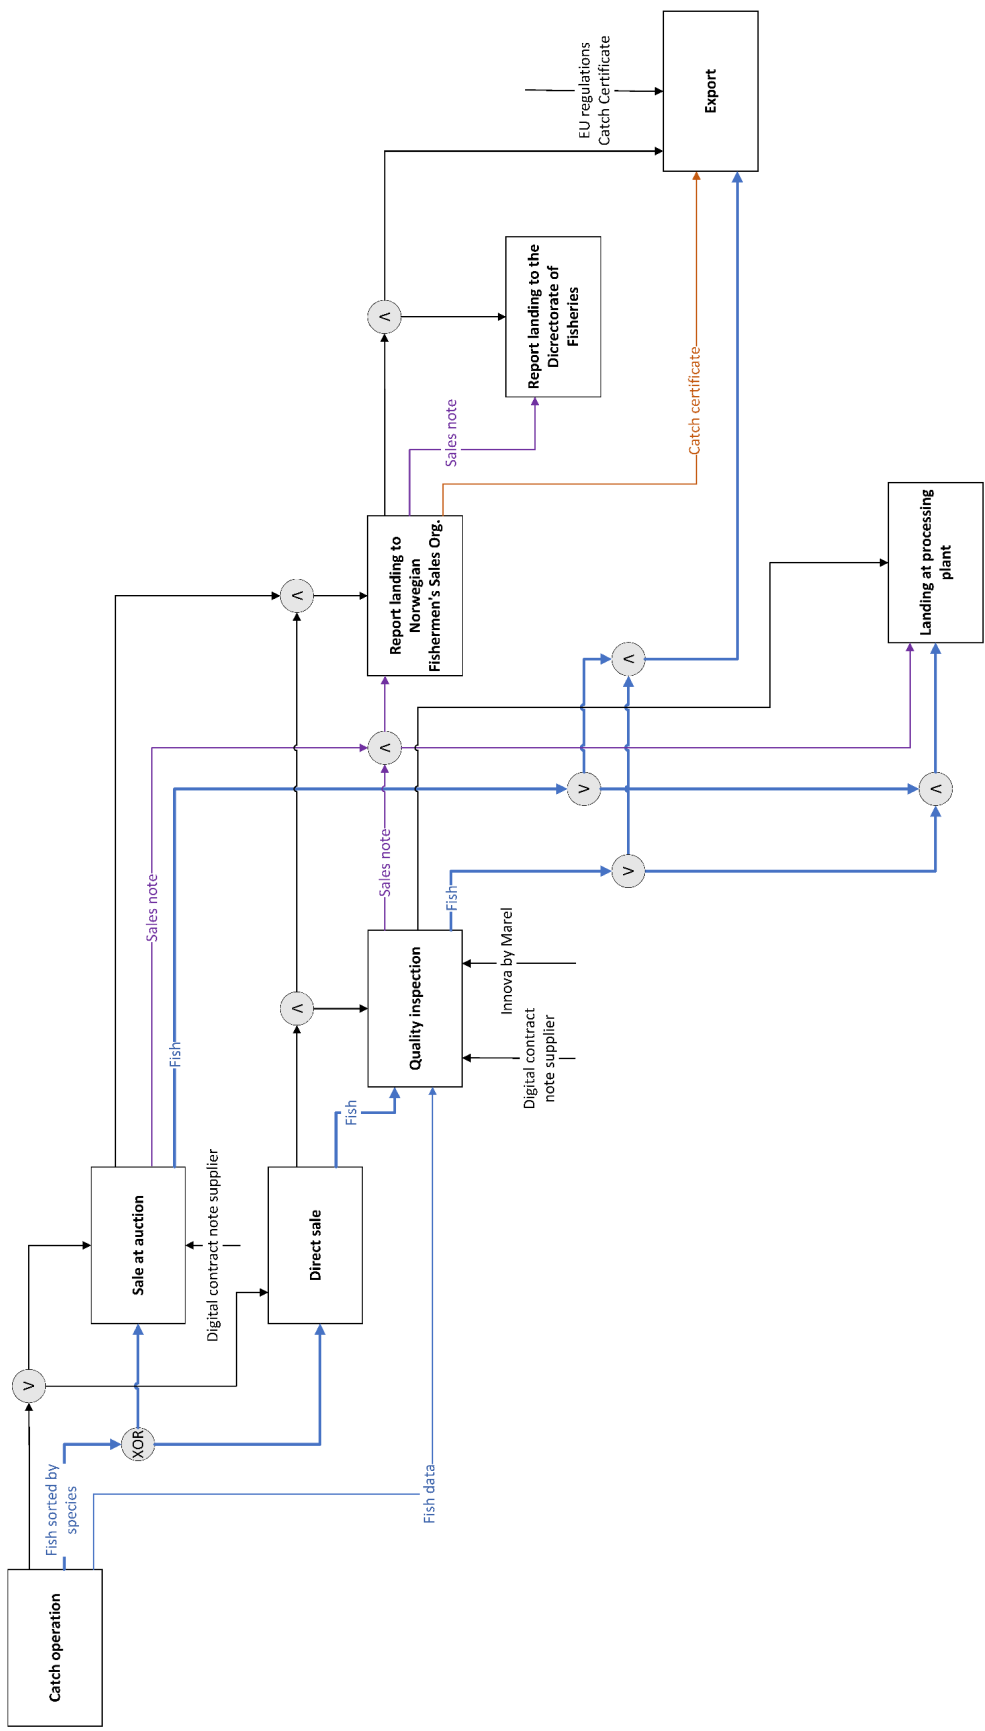 Catch operation
Fish sorted by
species
XOR
Fish data
Sale at auction
Digital contract note supplier
Direct sale
Fish
Fish
Sales note
Quality inspection
Digital contract
note supplier
Innova by Marel
Sales note
Fish
Report landing to
Norwegian
Fishermen's Sales Org.
Sales note
Catch certificate
Report landing to the
Dicrectorate of
Fisheries
Landing at processing
plant
EU regulations
Catch Certificate
Export